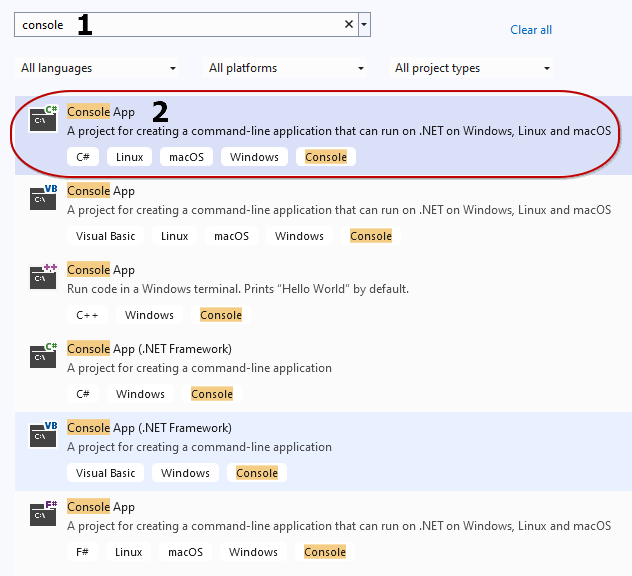 console 1
Clear all
All languages All platforms All project types
C# Console App 2
C:\ A project for creating a command-line application that can run on .NET on Windows, Linux and macOS
C# Linux macOS Windows Console
VB Console App
C:\ A project for creating a command-line application that can run on .NET on Windows, Linux and macOS
Visual Basic Linux macOS Windows Console
++ Console App
C:\ Run code in a Windows terminal. Prints "Hello World" by default.
C++ Windows Console
C# Console App (.NET Framework)
C:\ A project for creating a command-line application
C# Windows Console
VB Console App (.NET Framework)
C:\ A project for creating a command-line application
Visual Basic Windows Console
F# Console App
C:\ A project for creating a command-line application that can run on .NET on Windows, Linux and macOS
F# Linux macOS Windows Console